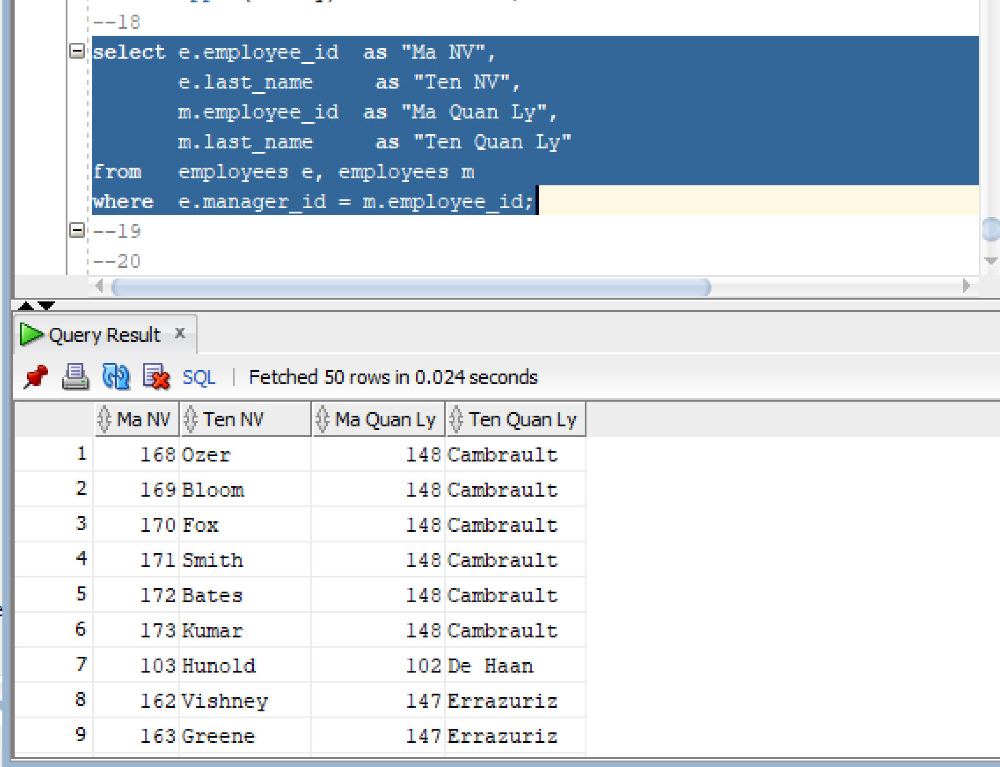 --18
select e.employee_id  as "Ma NV",
       e.last_name     as "Ten NV",
       m.employee_id  as "Ma Quan Ly",
       m.last_name     as "Ten Quan Ly"
from   employees e, employees m
where  e.manager_id = m.employee_id;
--19
--20
Query Result x
SQL | Fetched 50 rows in 0.024 seconds
Ma NV Ten NV Ma Quan Ly Ten Quan Ly
1 168 Ozer 148 Cambrault
2 169 Bloom 148 Cambrault
3 170 Fox 148 Cambrault
4 171 Smith 148 Cambrault
5 172 Bates 148 Cambrault
6 173 Kumar 148 Cambrault
7 103 Hunold 102 De Haan
8 162 Vishney 147 Errazuriz
9 163 Greene 147 Errazuriz